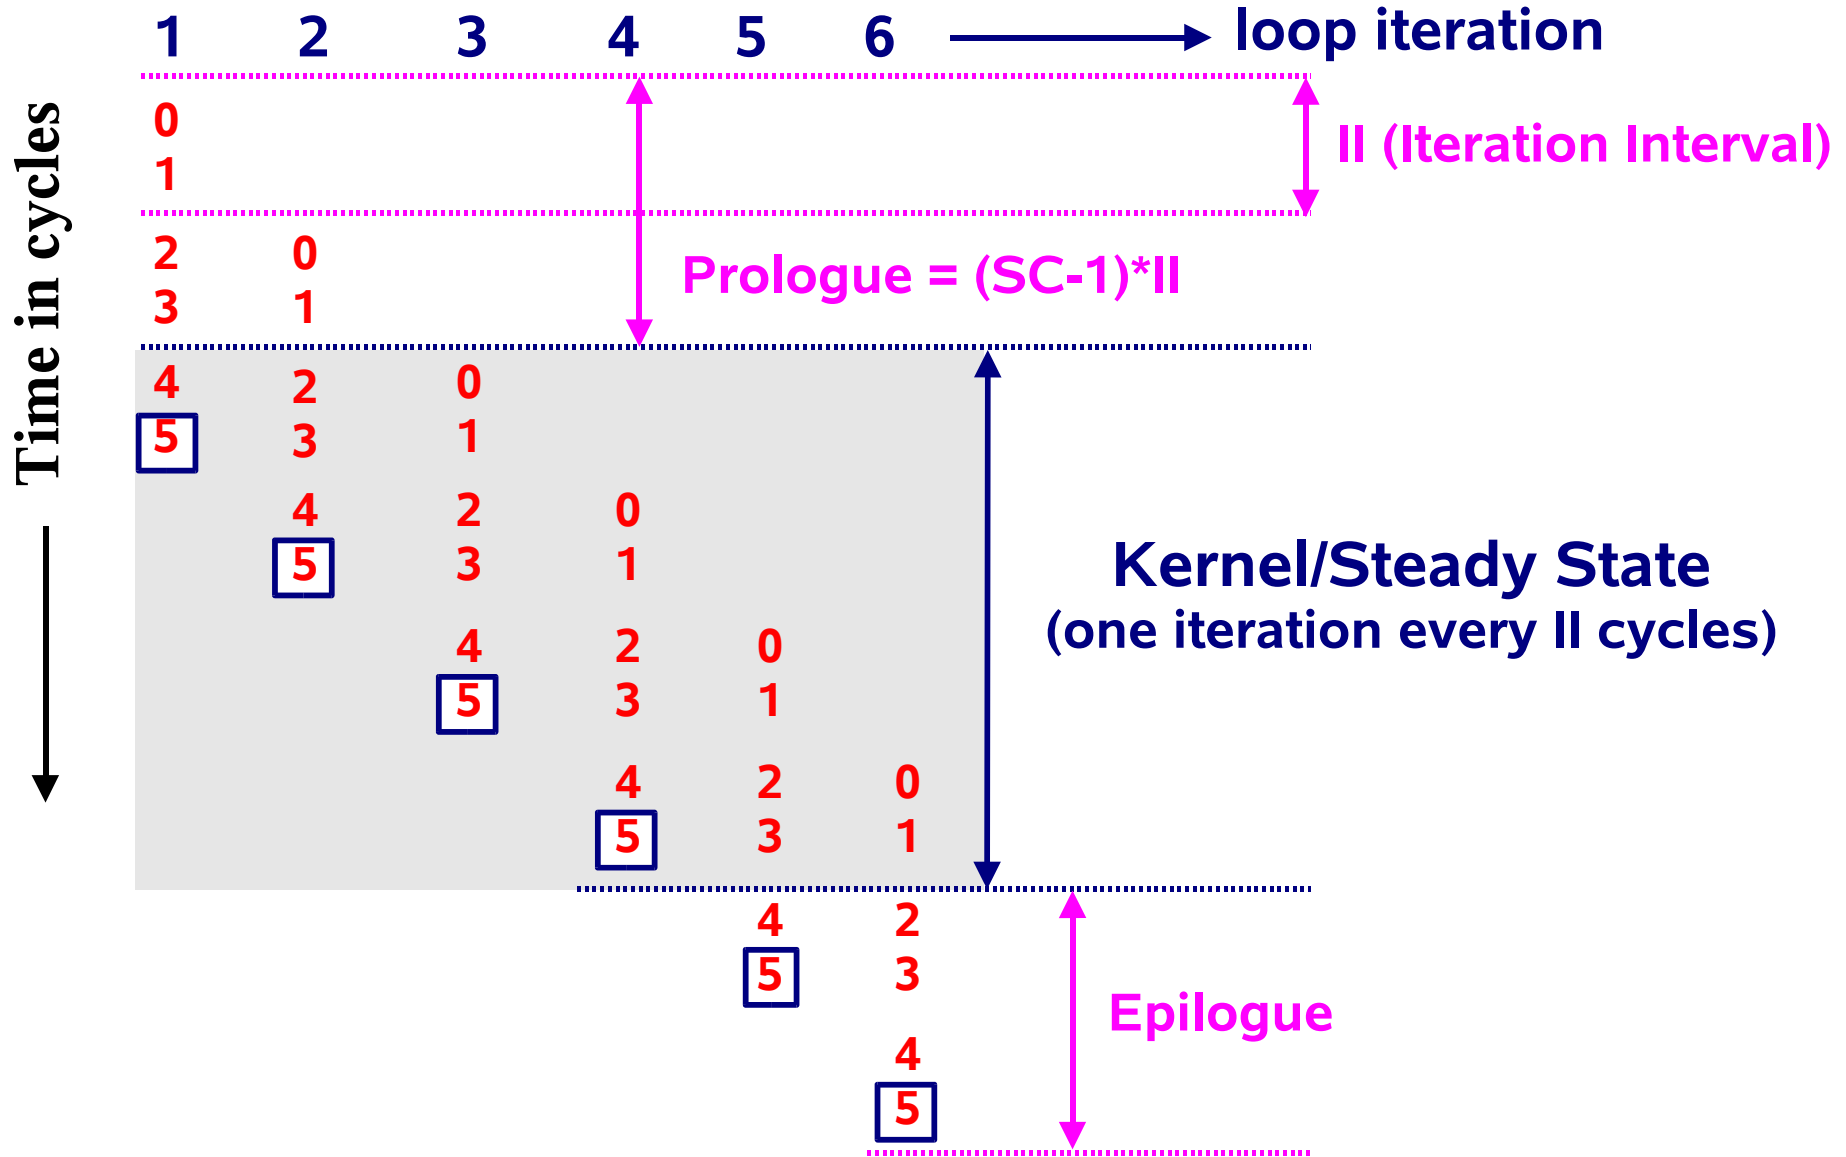 1 2 3 4 5 6 loop iteration
Time in cycles
0
1
II (Iteration Interval)
2 0
3 1
Prologue = (SC-1)*II
4 2 0
5 3 1
4 2 0
5 3 1
Kernel/Steady State
(one iteration every II cycles)
4 2 0
5 3 1
4 2 0
5 3 1
4 2
5 3
Epilogue
4
5